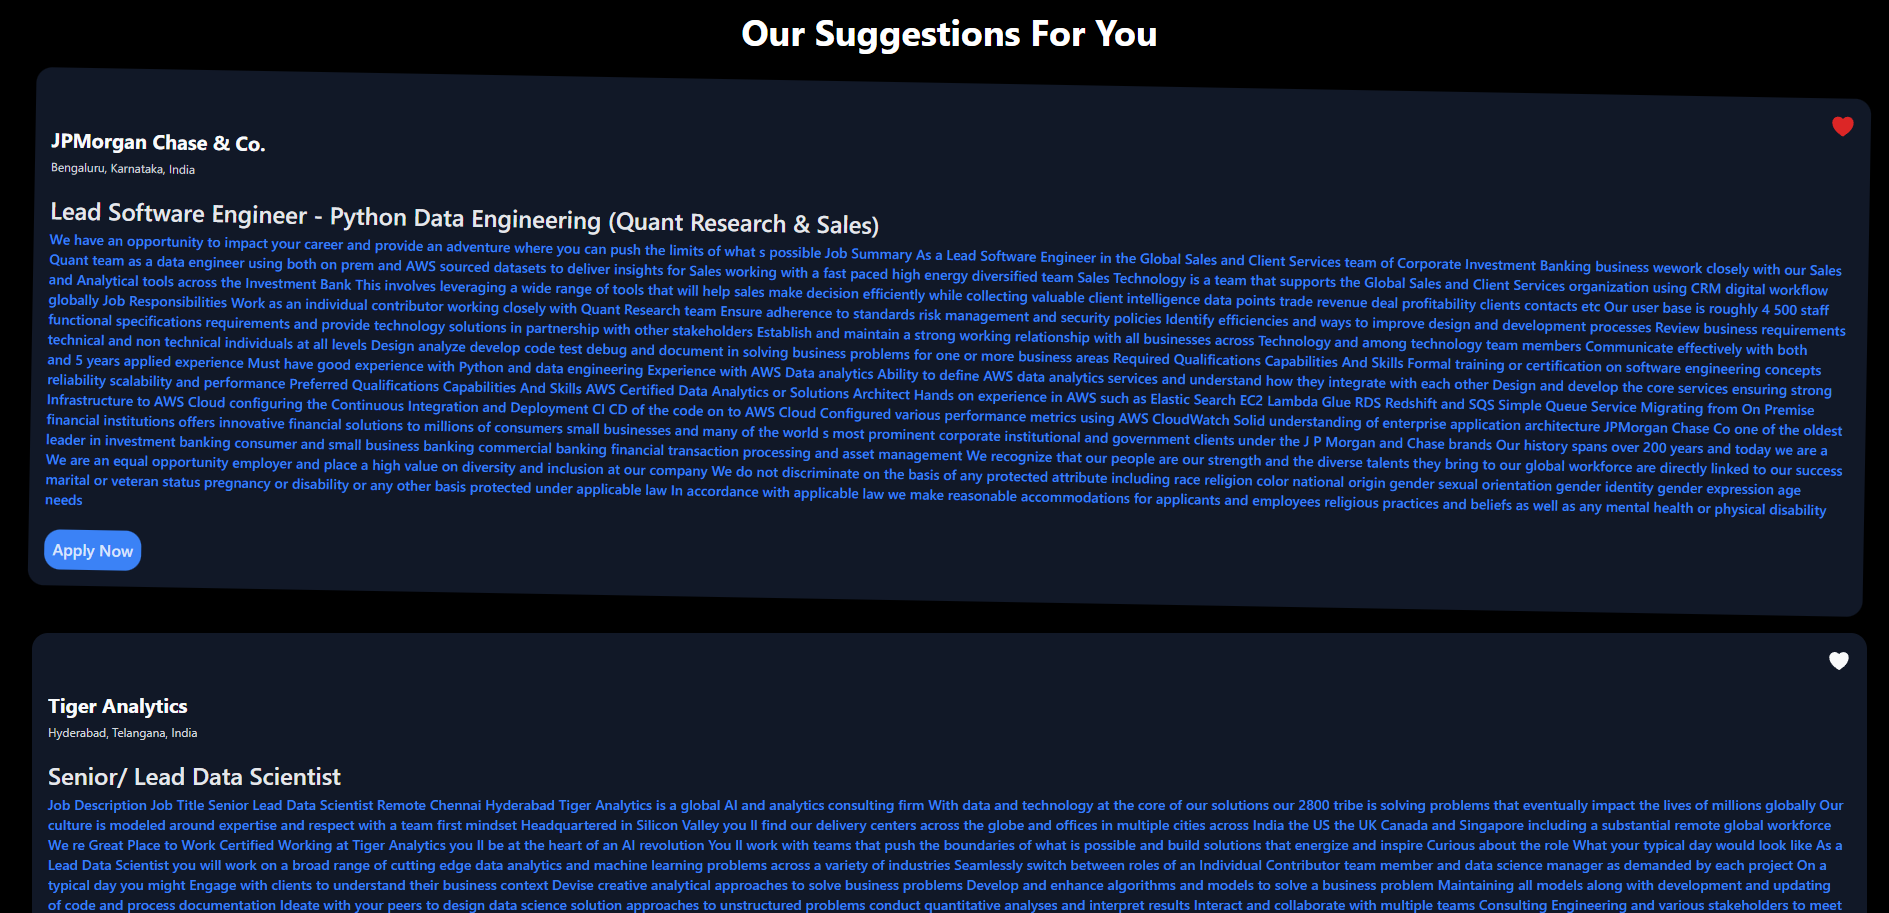 Our Suggestions For You
JPMorgan Chase & Co.
Bengaluru, Karnataka, India
Lead Software Engineer - Python Data Engineering (Quant Research & Sales)
We have an opportunity to impact your career and provide an adventure where you can push the limits of what s possible Job Summary As a Lead Software Engineer in the Global Sales and Client Services team of Corporate Investment Banking business wework closely with our Sales
Quant team as a data engineer using both on prem and AWS sourced datasets to deliver insights for Sales working with a fast paced high energy diversified team Sales Technology is a team that supports the Global Sales and Client Services organization using CRM digital workflow
and Analytical tools across the Investment Bank This involves leveraging a wide range of tools that will help sales make decision efficiently while collecting valuable client intelligence data points trade revenue deal profitability clients contacts etc Our user base is roughly 4 500 staff
globally Job Responsibilities Work as an individual contributor working closely with Quant Research team Ensure adherence to standards risk management and security policies Identify efficiencies and ways to improve design and development processes Review business requirements
functional specifications requirements and provide technology solutions in partnership with other stakeholders Establish and maintain a strong working relationship with all businesses across Technology and among technology team members Communicate effectively with both
technical and non technical individuals at all levels Design analyze develop code test debug and document in solving business problems for one or more business areas Required Qualifications Capabilities And Skills Formal training or certification on software engineering concepts
and 5 years applied experience Must have good experience with Python and data engineering Experience with AWS Data analytics Ability to define AWS data analytics services and understand how they integrate with each other Design and develop the core services ensuring strong
reliability scalability and performance Preferred Qualifications Capabilities And Skills AWS Certified Data Analytics or Solutions Architect Hands on experience in AWS such as Elastic Search EC2 Lambda Glue RDS Redshift and SQS Simple Queue Service Migrating from On Premise
Infrastructure to AWS Cloud configuring the Continuous Integration and Deployment CI CD of the code on to AWS Cloud Configured various performance metrics using AWS CloudWatch Solid understanding of enterprise application architecture JPMorgan Chase Co one of the oldest
financial institutions offers innovative financial solutions to millions of consumers small businesses and many of the world s most prominent corporate institutional and government clients under the J P Morgan and Chase brands Our history spans over 200 years and today we are a
leader in investment banking consumer and small business banking commercial banking financial transaction processing and asset management We recognize that our people are our strength and the diverse talents they bring to our global workforce are directly linked to our success
We are an equal opportunity employer and place a high value on diversity and inclusion at our company We do not discriminate on the basis of any protected attribute including race religion color national origin gender sexual orientation gender identity gender expression age
marital or veteran status pregnancy or disability or any other basis protected under applicable law In accordance with applicable law we make reasonable accommodations for applicants and employees religious practices and beliefs as well as any mental health or physical disability
needs
Apply Now
Tiger Analytics
Hyderabad, Telangana, India
Senior/ Lead Data Scientist
Job Description Job Title Senior Lead Data Scientist Remote Chennai Hyderabad Tiger Analytics is a global AI and analytics consulting firm With data and technology at the core of our solutions our 2800 tribe is solving problems that eventually impact the lives of millions globally Our
culture is modeled around expertise and respect with a team first mindset Headquartered in Silicon Valley you ll find our delivery centers across the globe and offices in multiple cities across India the US the UK Canada and Singapore including a substantial remote global workforce
We re Great Place to Work Certified Working at Tiger Analytics you ll be at the heart of an AI revolution You ll work with teams that push the boundaries of what is possible and build solutions that energize and inspire Curious about the role What your typical day would look like As a
Lead Data Scientist you will work on a broad range of cutting edge data analytics and machine learning problems across a variety of industries Seamlessly switch between roles of an Individual Contributor team member and data science manager as demanded by each project On a
typical day you might Engage with clients to understand their business context Devise creative analytical approaches to solve business problems Develop and enhance algorithms and models to solve a business problem Maintaining all models along with development and updating
of code and process documentation Ideate with your peers to design data science solution approaches to unstructured problems conduct quantitative analyses and interpret results Interact and collaborate with multiple teams Consulting Engineering and various stakeholders to meet